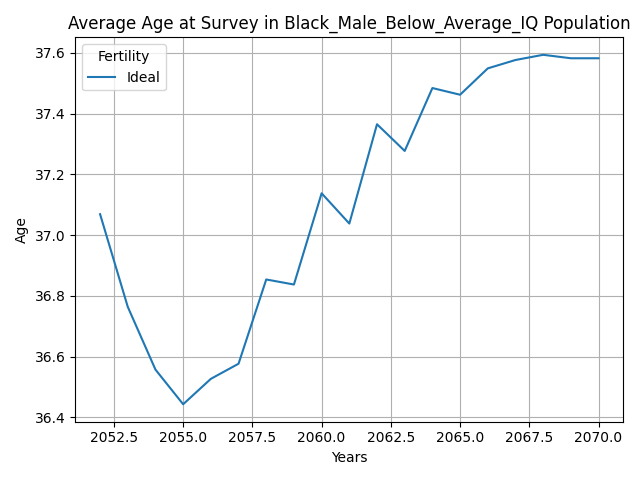 Average Age at Survey in Black_Male_Below_Average_IQ Population
Fertility
Ideal
37.6
37.4
37.2
37.0
36.8
36.6
36.4
Age
2052.5 2055.0 2057.5 2060.0 2062.5 2065.0 2067.5 2070.0
Years